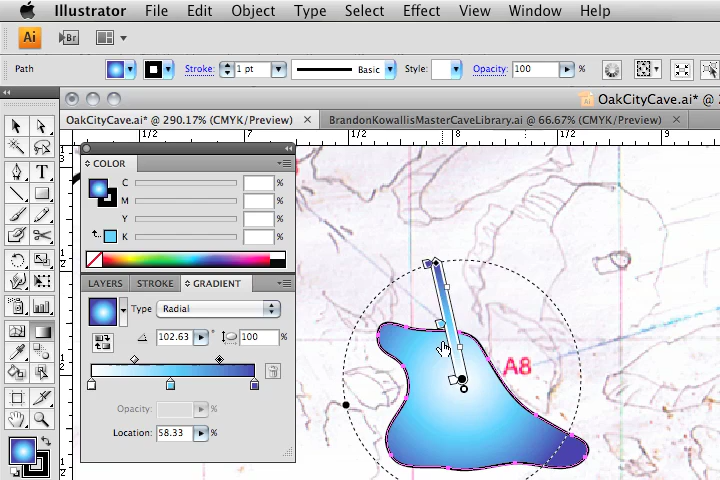 Illustrator File Edit Object Type Select Effect View Window Help
Ai Br
Path Stroke: 1 pt Basic Style: Opacity: 100 %
OakCityCave.ai* @ 2
OakCityCave.ai* @ 290.17% (CMYK/Preview) BrandonKowallisMasterCaveLibrary.ai @ 66.67% (CMYK/Preview)
1/2 7 1/2 8 1/2 9
COLOR
C %
M %
Y %
K %
LAYERS STROKE GRADIENT
Type Radial
102.63 ° 100 %
Opacity: %
Location: 58.33 %
A8